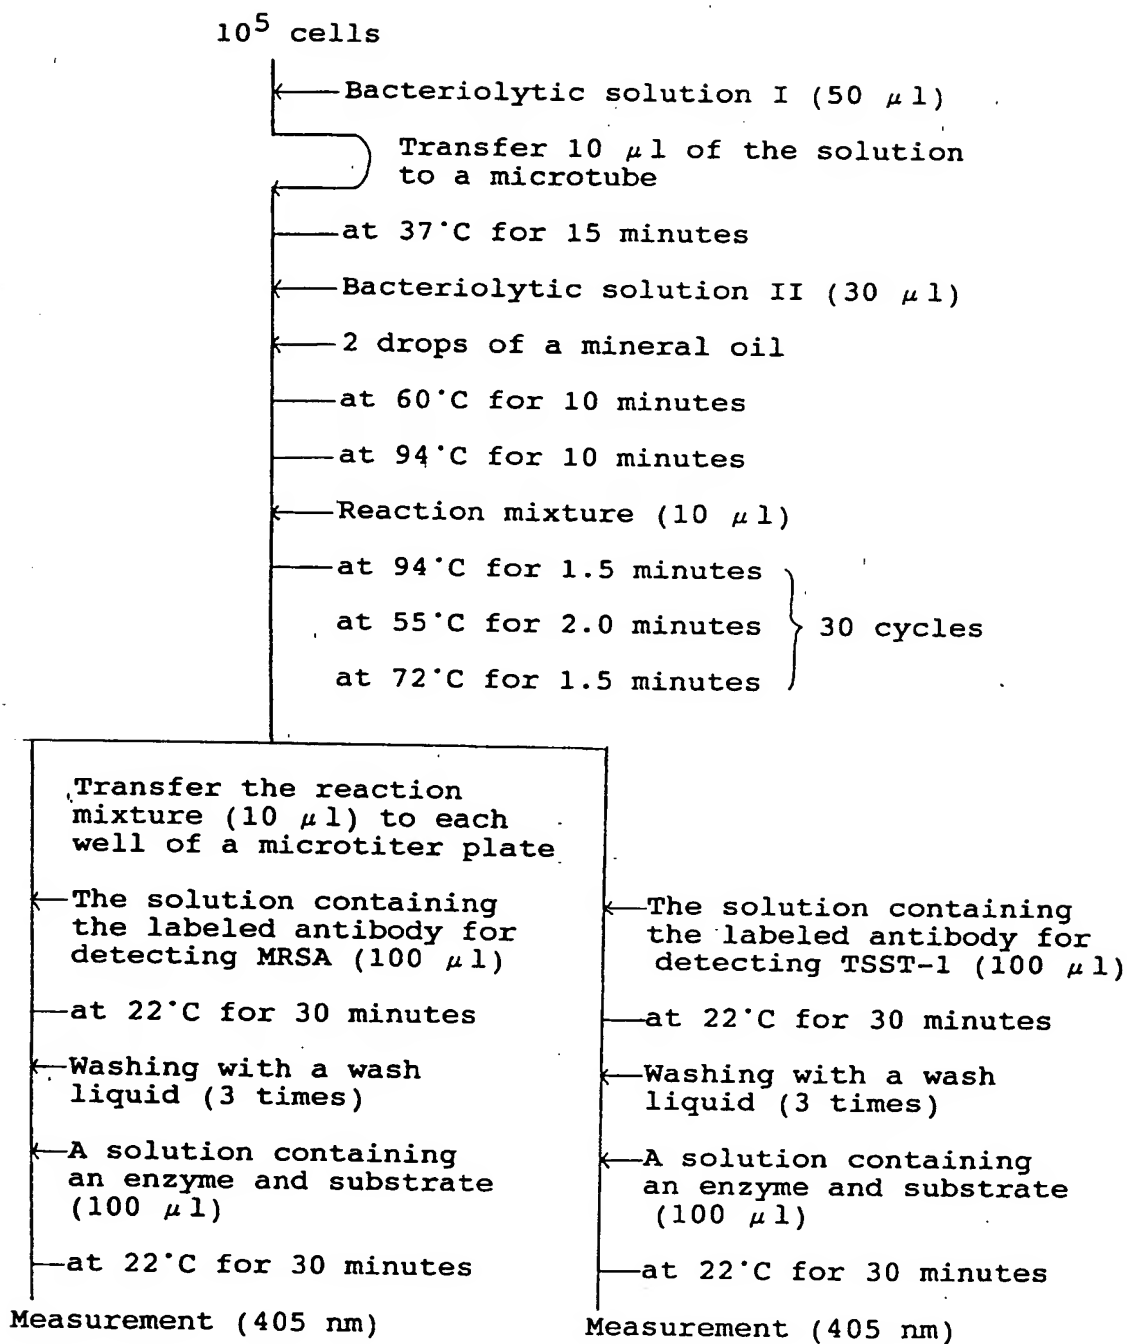 10^5 cells
Bacteriolytic solution I (50 μl)
Transfer 10 μl of the solution
to a microtube
at 37°C for 15 minutes
Bacteriolytic solution II (30 μl)
2 drops of a mineral oil
at 60°C for 10 minutes
at 94°C for 10 minutes
Reaction mixture (10 μl)
at 94°C for 1.5 minutes
at 55°C for 2.0 minutes
30 cycles
at 72°C for 1.5 minutes
Transfer the reaction
mixture (10 μl) to each
well of a microtiter plate
The solution containing
the labeled antibody for
detecting MRSA (100 μl)
at 22°C for 30 minutes
Washing with a wash
liquid (3 times)
A solution containing
an enzyme and substrate
(100 μl)
at 22°C for 30 minutes
Measurement (405 nm)
The solution containing
the labeled antibody for
detecting TSST-1 (100 μl)
at 22°C for 30 minutes
Washing with a wash
liquid (3 times)
A solution containing
an enzyme and substrate
(100 μl)
at 22°C for 30 minutes
Measurement (405 nm)